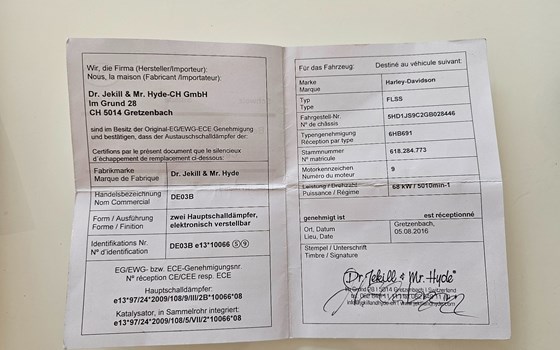 Wir, die Firma (Hersteller/Importeur):
Nous, la maison (Fabricant /Importateur):
Dr. Jekill & Mr. Hyde-CH GmbH
Im Grund 28
CH 5014 Gretzenbach
sind im Besitz der Original-EG/EWG-ECE Genehmigung
und bestätigen, dass der Austauschschalldämpfer der:
Certifions par le présent document que le silencieux
d'échappement de remplacement ci-dessous:
Fabrikmarke
Marque de Fabrique
Dr. Jekill & Mr. Hyde
Handelsbezeichnung
Nom Commercial
DE03B
Form / Ausführung
Forme / Finition
zwei Hauptschalldämpfer,
elektronisch verstellbar
Identifikations Nr.
N° d'identification
DE03B e13*10066 ⑤⑨
EG/EWG- bzw. ECE-Genehmigungsnr.
N° réception CE/CEE resp. ECE
Hauptschalldämpfer:
e13*97/24*2009/108/9/III/2B*10066*08
Katalysator, in Sammelrohr integriert:
e13*97/24*2009/108/5/VII/2*10066*08
Für das Fahrzeug: Destiné au véhicule suivant:
Marke
Marque
Harley-Davidson
Typ
Type
FLSS
Fahrgestell-Nr.
N° de châssis
5HD1JS9C2GB028446
Typengenehmigung
Réception par type
6HB691
Stammnummer
N° matricule
618.284.773
Motorkennzeichen
Numéro du moteur
9
Leistung / Drehzahl
Puissance / Régime
68 kW / 5010min-1
genehmigt ist est réceptionné
Ort, Datum
Lieu, Date
Gretzenbach,
05.08.2016
Stempel / Unterschrift
Timbre / Signature
Dr. Jekill & Mr. Hyde